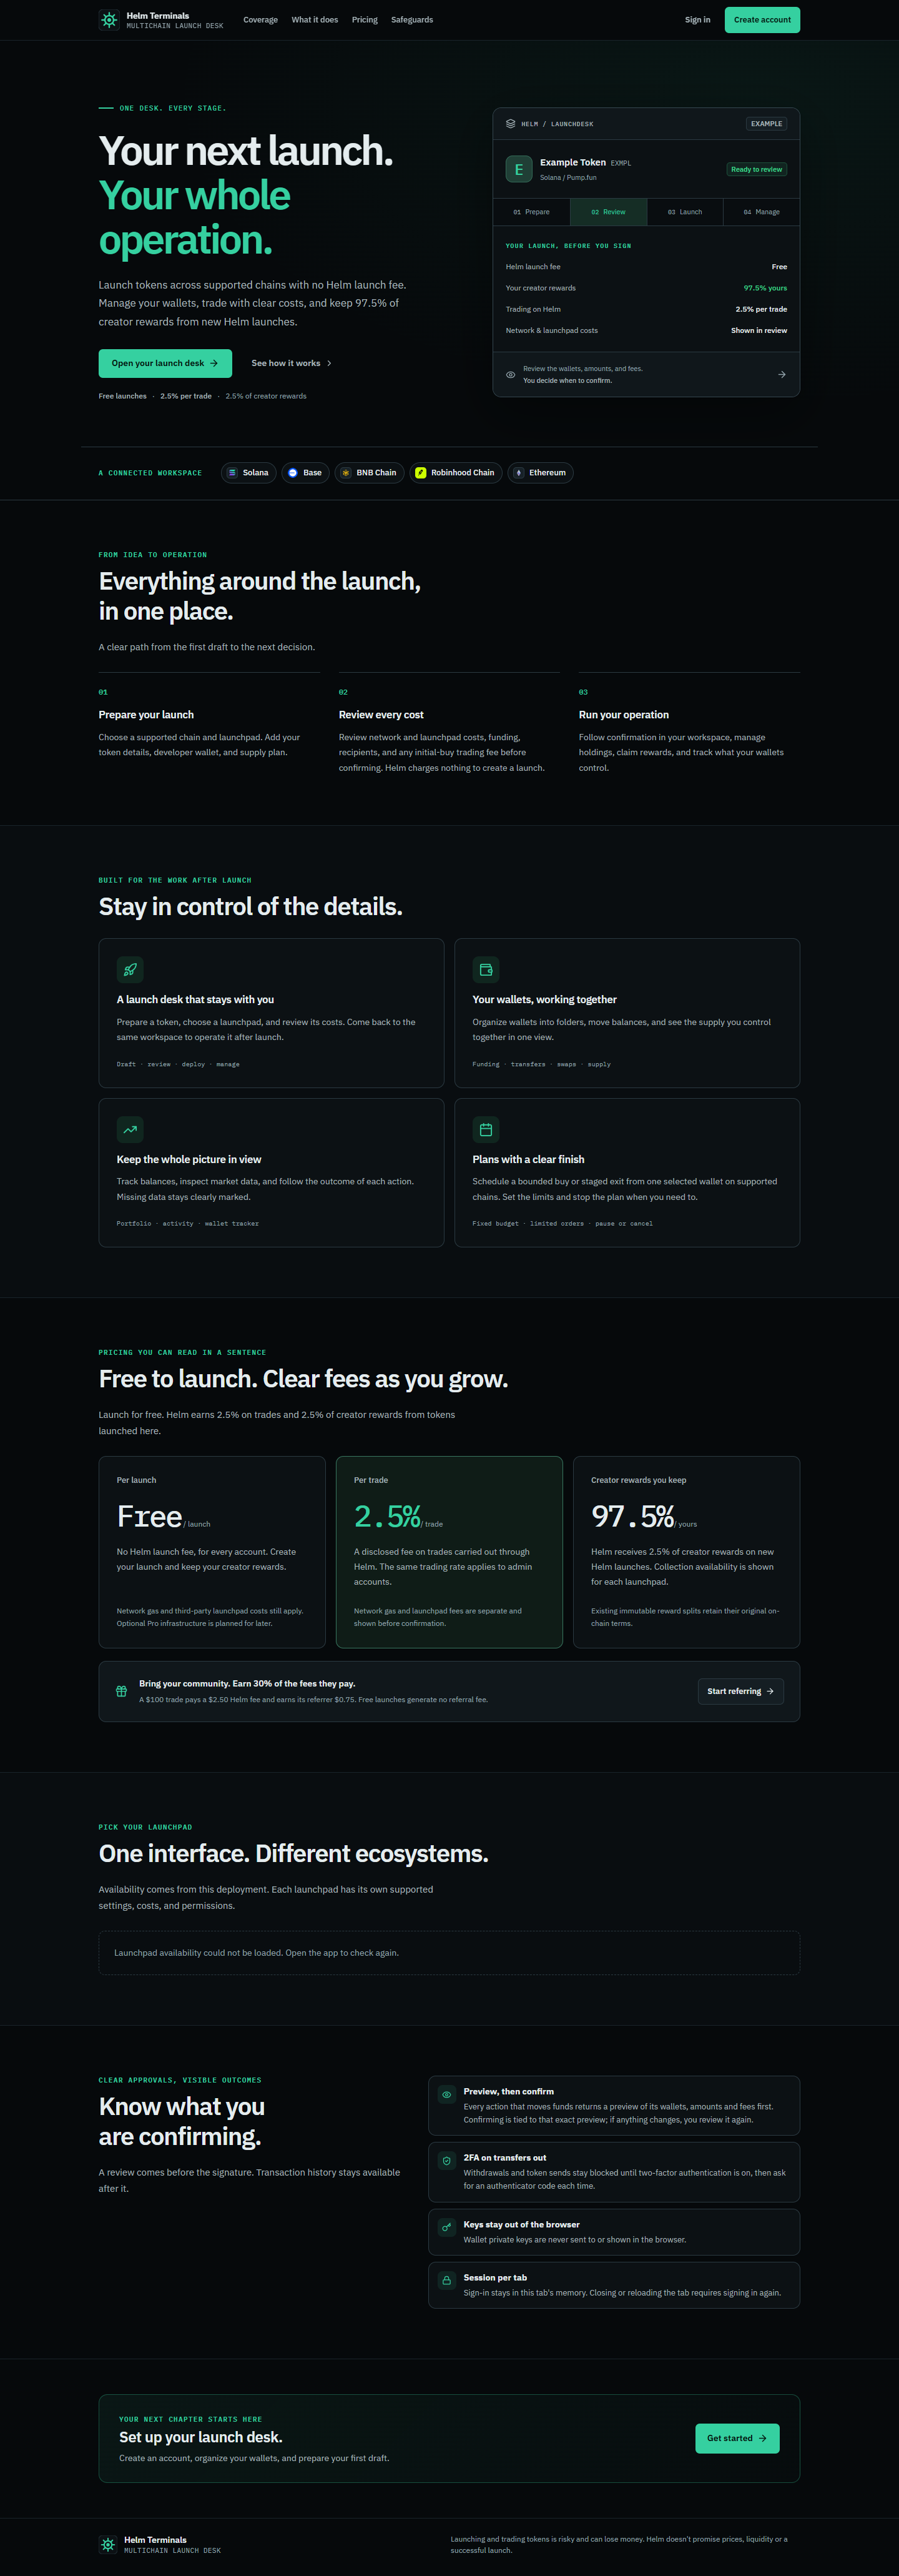 Helm Terminals
MULTICHAIN LAUNCH DESK
Coverage
What it does
Pricing
Safeguards
Sign in
Create account
ONE DESK. EVERY STAGE.
Your next launch.
Your whole
operation.
Launch tokens across supported chains with no Helm launch fee.
Manage your wallets, trade with clear costs, and keep 97.5% of
creator rewards from new Helm launches.
Open your launch desk
See how it works
Free launches · 2.5% per trade · 2.5% of creator rewards
HELM / LAUNCHDESK
EXAMPLE
E
Example Token EXMPL
Solana / Pump.fun
Ready to review
01 Prepare
02 Review
03 Launch
04 Manage
YOUR LAUNCH, BEFORE YOU SIGN
Helm launch fee
Free
Your creator rewards
97.5% yours
Trading on Helm
2.5% per trade
Network & launchpad costs
Shown in review
Review the wallets, amounts, and fees.
You decide when to confirm.
A CONNECTED WORKSPACE
Solana
Base
BNB Chain
Robinhood Chain
Ethereum
FROM IDEA TO OPERATION
Everything around the launch,
in one place.
A clear path from the first draft to the next decision.
01
Prepare your launch
Choose a supported chain and launchpad. Add your
token details, developer wallet, and supply plan.
02
Review every cost
Review network and launchpad costs, funding,
recipients, and any initial-buy trading fee before
confirming. Helm charges nothing to create a launch.
03
Run your operation
Follow confirmation in your workspace, manage
holdings, claim rewards, and track what your wallets
control.
BUILT FOR THE WORK AFTER LAUNCH
Stay in control of the details.
A launch desk that stays with you
Prepare a token, choose a launchpad, and review its costs. Come back to the
same workspace to operate it after launch.
Draft · review · deploy · manage
Your wallets, working together
Organize wallets into folders, move balances, and see the supply you control
together in one view.
Funding · transfers · swaps · supply
Keep the whole picture in view
Track balances, inspect market data, and follow the outcome of each action.
Missing data stays clearly marked.
Portfolio · activity · wallet tracker
Plans with a clear finish
Schedule a bounded buy or staged exit from one selected wallet on supported
chains. Set the limits and stop the plan when you need to.
Fixed budget · limited orders · pause or cancel
PRICING YOU CAN READ IN A SENTENCE
Free to launch. Clear fees as you grow.
Launch for free. Helm earns 2.5% on trades and 2.5% of creator rewards from tokens
launched here.
Per launch
Free / launch
No Helm launch fee, for every account. Create
your launch and keep your creator rewards.
Network gas and third-party launchpad costs still apply.
Optional Pro infrastructure is planned for later.
Per trade
2.5% / trade
A disclosed fee on trades carried out through
Helm. The same trading rate applies to admin
accounts.
Network gas and launchpad fees are separate and
shown before confirmation.
Creator rewards you keep
97.5% / yours
Helm receives 2.5% of creator rewards on new
Helm launches. Collection availability is shown
for each launchpad.
Existing immutable reward splits retain their original on-
chain terms.
Bring your community. Earn 30% of the fees they pay.
A $100 trade pays a $2.50 Helm fee and earns its referrer $0.75. Free launches generate no referral fee.
Start referring
PICK YOUR LAUNCHPAD
One interface. Different ecosystems.
Availability comes from this deployment. Each launchpad has its own supported
settings, costs, and permissions.
Launchpad availability could not be loaded. Open the app to check again.
CLEAR APPROVALS, VISIBLE OUTCOMES
Know what you
are confirming.
A review comes before the signature. Transaction history stays available
after it.
Preview, then confirm
Every action that moves funds returns a preview of its wallets, amounts and fees first.
Confirming is tied to that exact preview; if anything changes, you review it again.
2FA on transfers out
Withdrawals and token sends stay blocked until two-factor authentication is on, then ask
for an authenticator code each time.
Keys stay out of the browser
Wallet private keys are never sent to or shown in the browser.
Session per tab
Sign-in stays in this tab's memory. Closing or reloading the tab requires signing in again.
YOUR NEXT CHAPTER STARTS HERE
Set up your launch desk.
Create an account, organize your wallets, and prepare your first draft.
Get started
Helm Terminals
MULTICHAIN LAUNCH DESK
Launching and trading tokens is risky and can lose money. Helm doesn't promise prices, liquidity or a
successful launch.